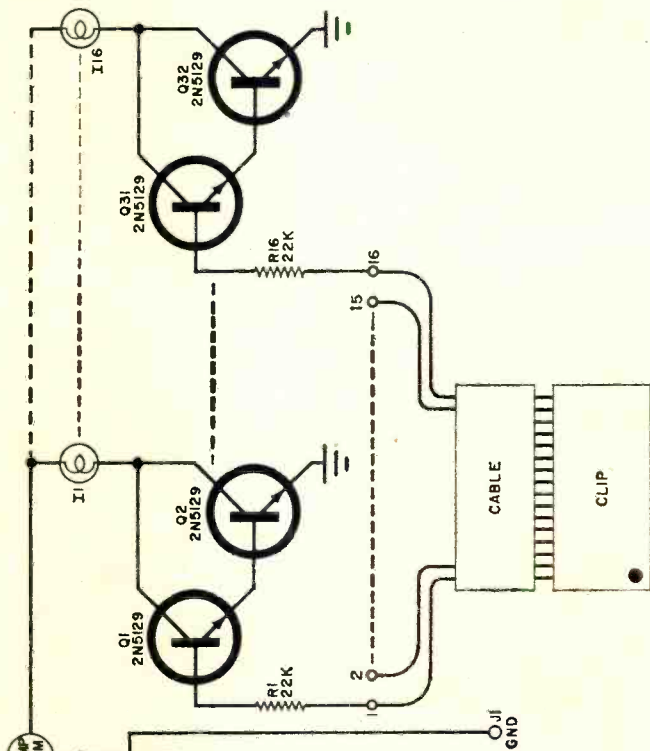 I16
Q32
2N5129
Q31
2N5129
R16
22K
16
15
I1
Q2
2N5129
Q1
2N5129
R1
22K
2
1
CABLE
CLIP
J1
GND